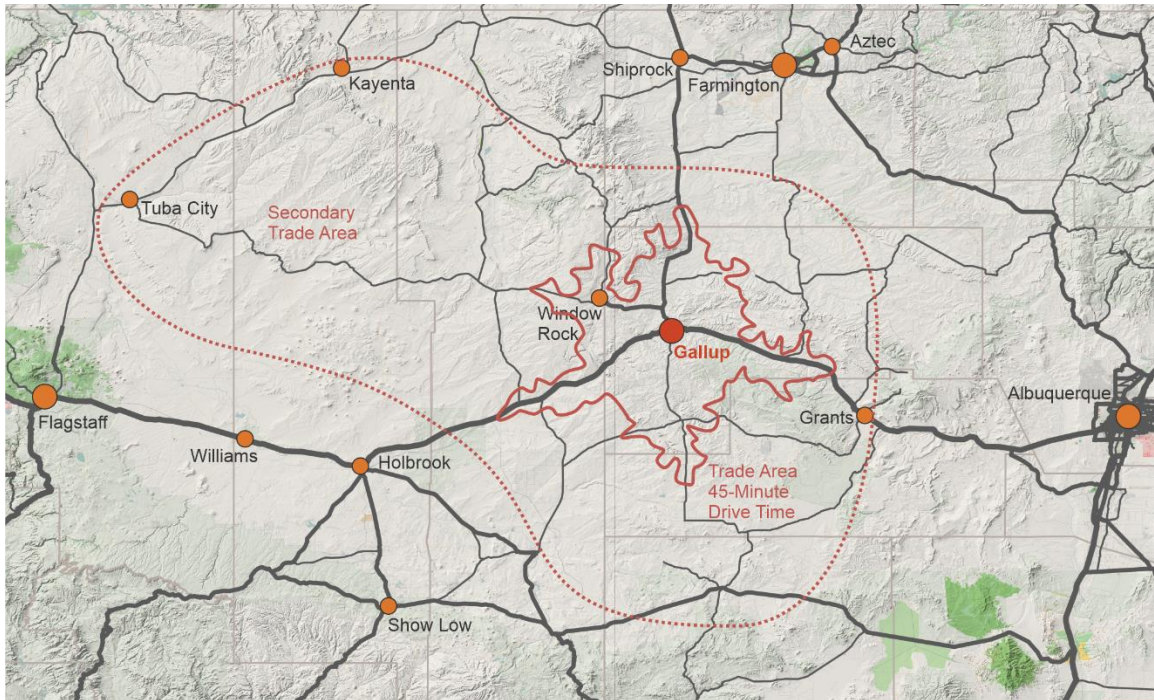 Aztec
Shiprock
Farmington
Kayenta
Tuba City
Secondary
Trade Area
Window
Rock
Gallup
Albuquerque
Flagstaff
Grants
Williams
Holbrook
Trade Area
45-Minute
Drive Time
Show Low